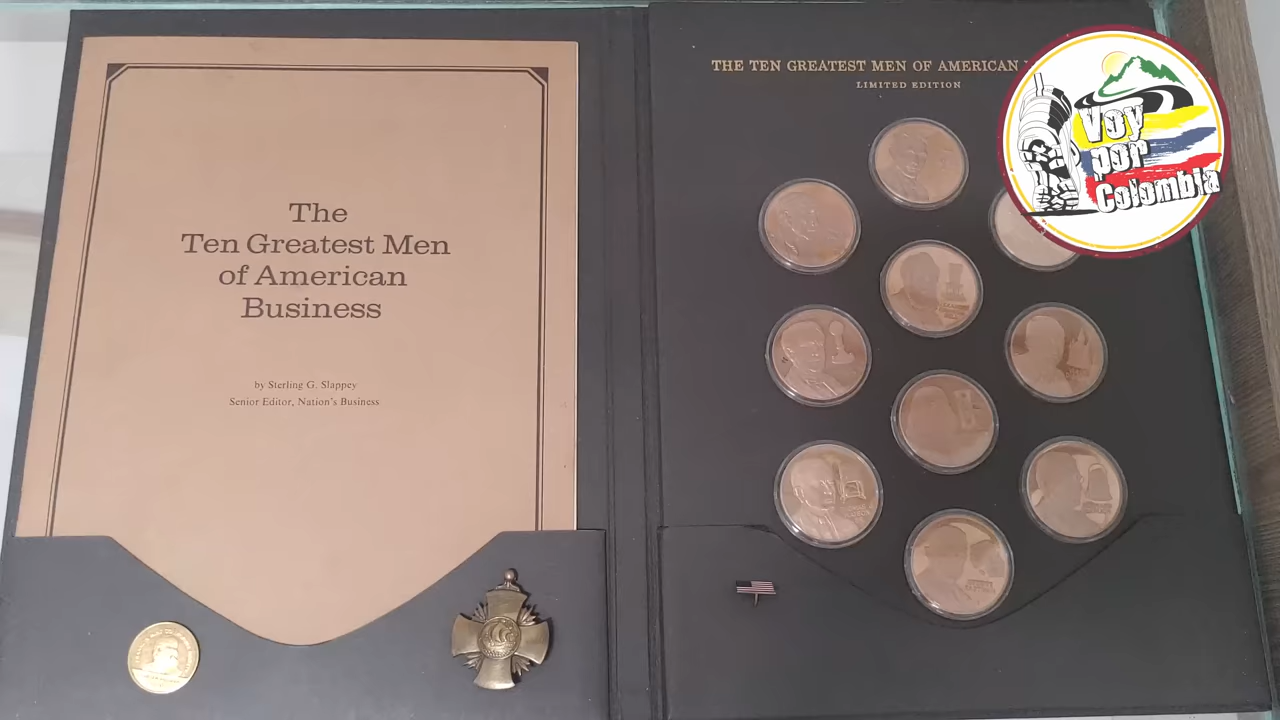 The
Ten Greatest Men
of American
Business
by Sterling G. Slappey
Senior Editor, Nation's Business
THE TEN GREATEST MEN OF AMERICAN
LIMITED EDITION
Voy
por
Colombia